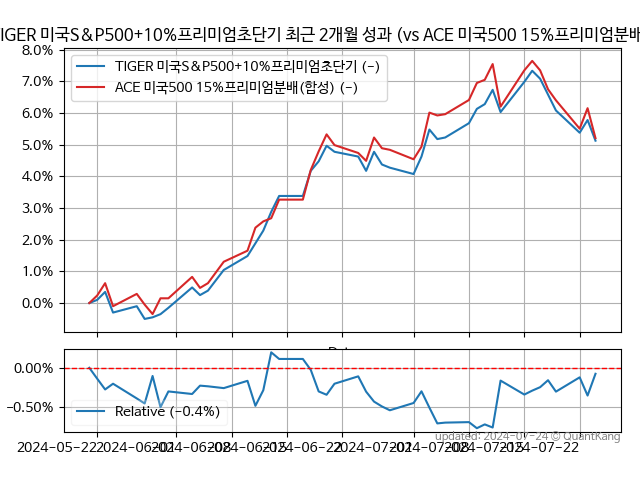 IGER 미국S&P500+10%프리미엄초단기 최근 2개월 성과 (vs ACE 미국500 15%프리미엄분배
8.0%
TIGER 미국S&P500+10%프리미엄초단기 (-)
ACE 미국500 15%프리미엄분배(합성) (-)
7.0%
6.0%
5.0%
4.0%
3.0%
2.0%
1.0%
0.0%
0.00%
-0.50%
Relative (-0.4%)
updated: 2024-07-24 © QuantKang
2024-05-22
2024-07-22